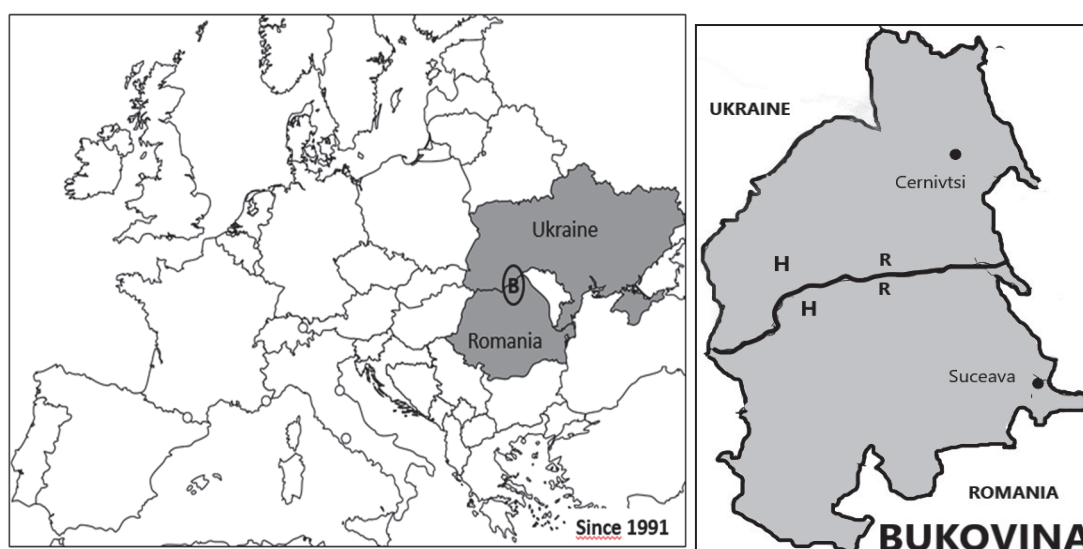 Ukraine
B
Romania
Since 1991
UKRAINE
Cernivtsi
H R
R
H
Suceava
ROMANIA
BUKOVINA